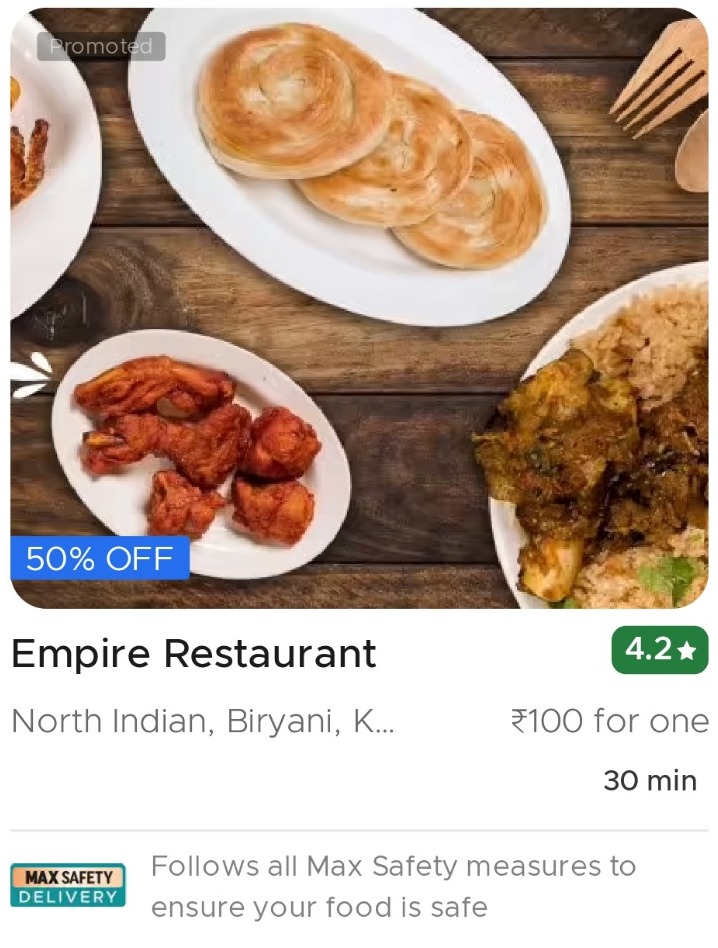 Promoted
50% OFF
Empire Restaurant
4.2★
North Indian, Biryani, K...
₹100 for one
30 min
MAX SAFETY
DELIVERY
Follows all Max Safety measures to
ensure your food is safe